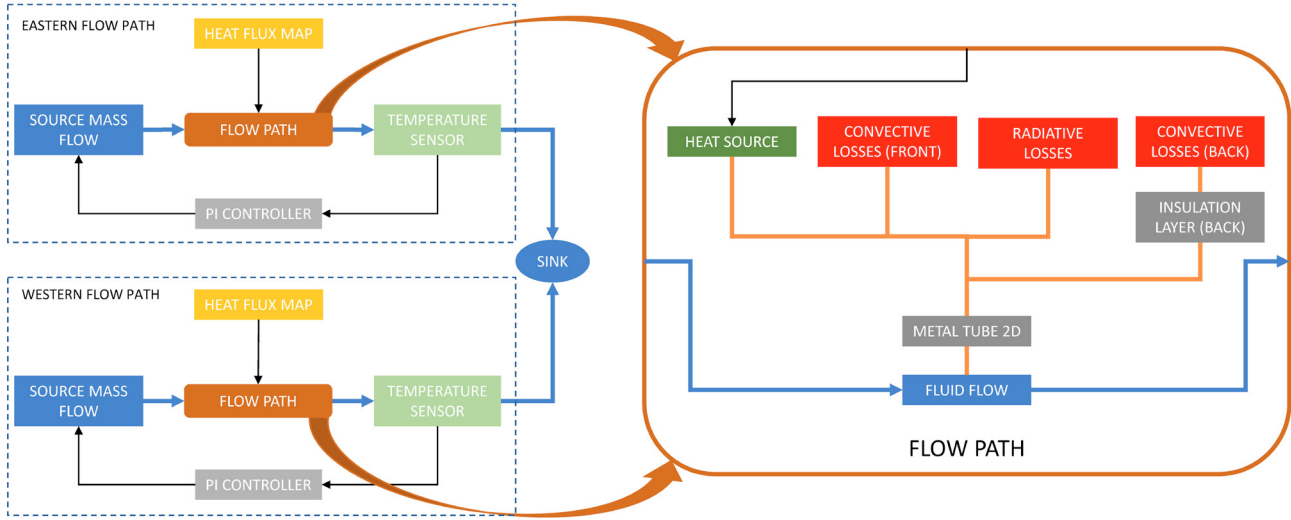 EASTERN FLOW PATH
HEAT FLUX MAP
SOURCE MASS
FLOW
FLOW PATH
TEMPERATURE
SENSOR
PI CONTROLLER
SINK
WESTERN FLOW PATH
HEAT FLUX MAP
SOURCE MASS
FLOW
FLOW PATH
TEMPERATURE
SENSOR
PI CONTROLLER
HEAT SOURCE
CONVECTIVE
LOSSES (FRONT)
RADIATIVE
LOSSES
CONVECTIVE
LOSSES (BACK)
INSULATION
LAYER (BACK)
METAL TUBE 2D
FLUID FLOW
FLOW PATH